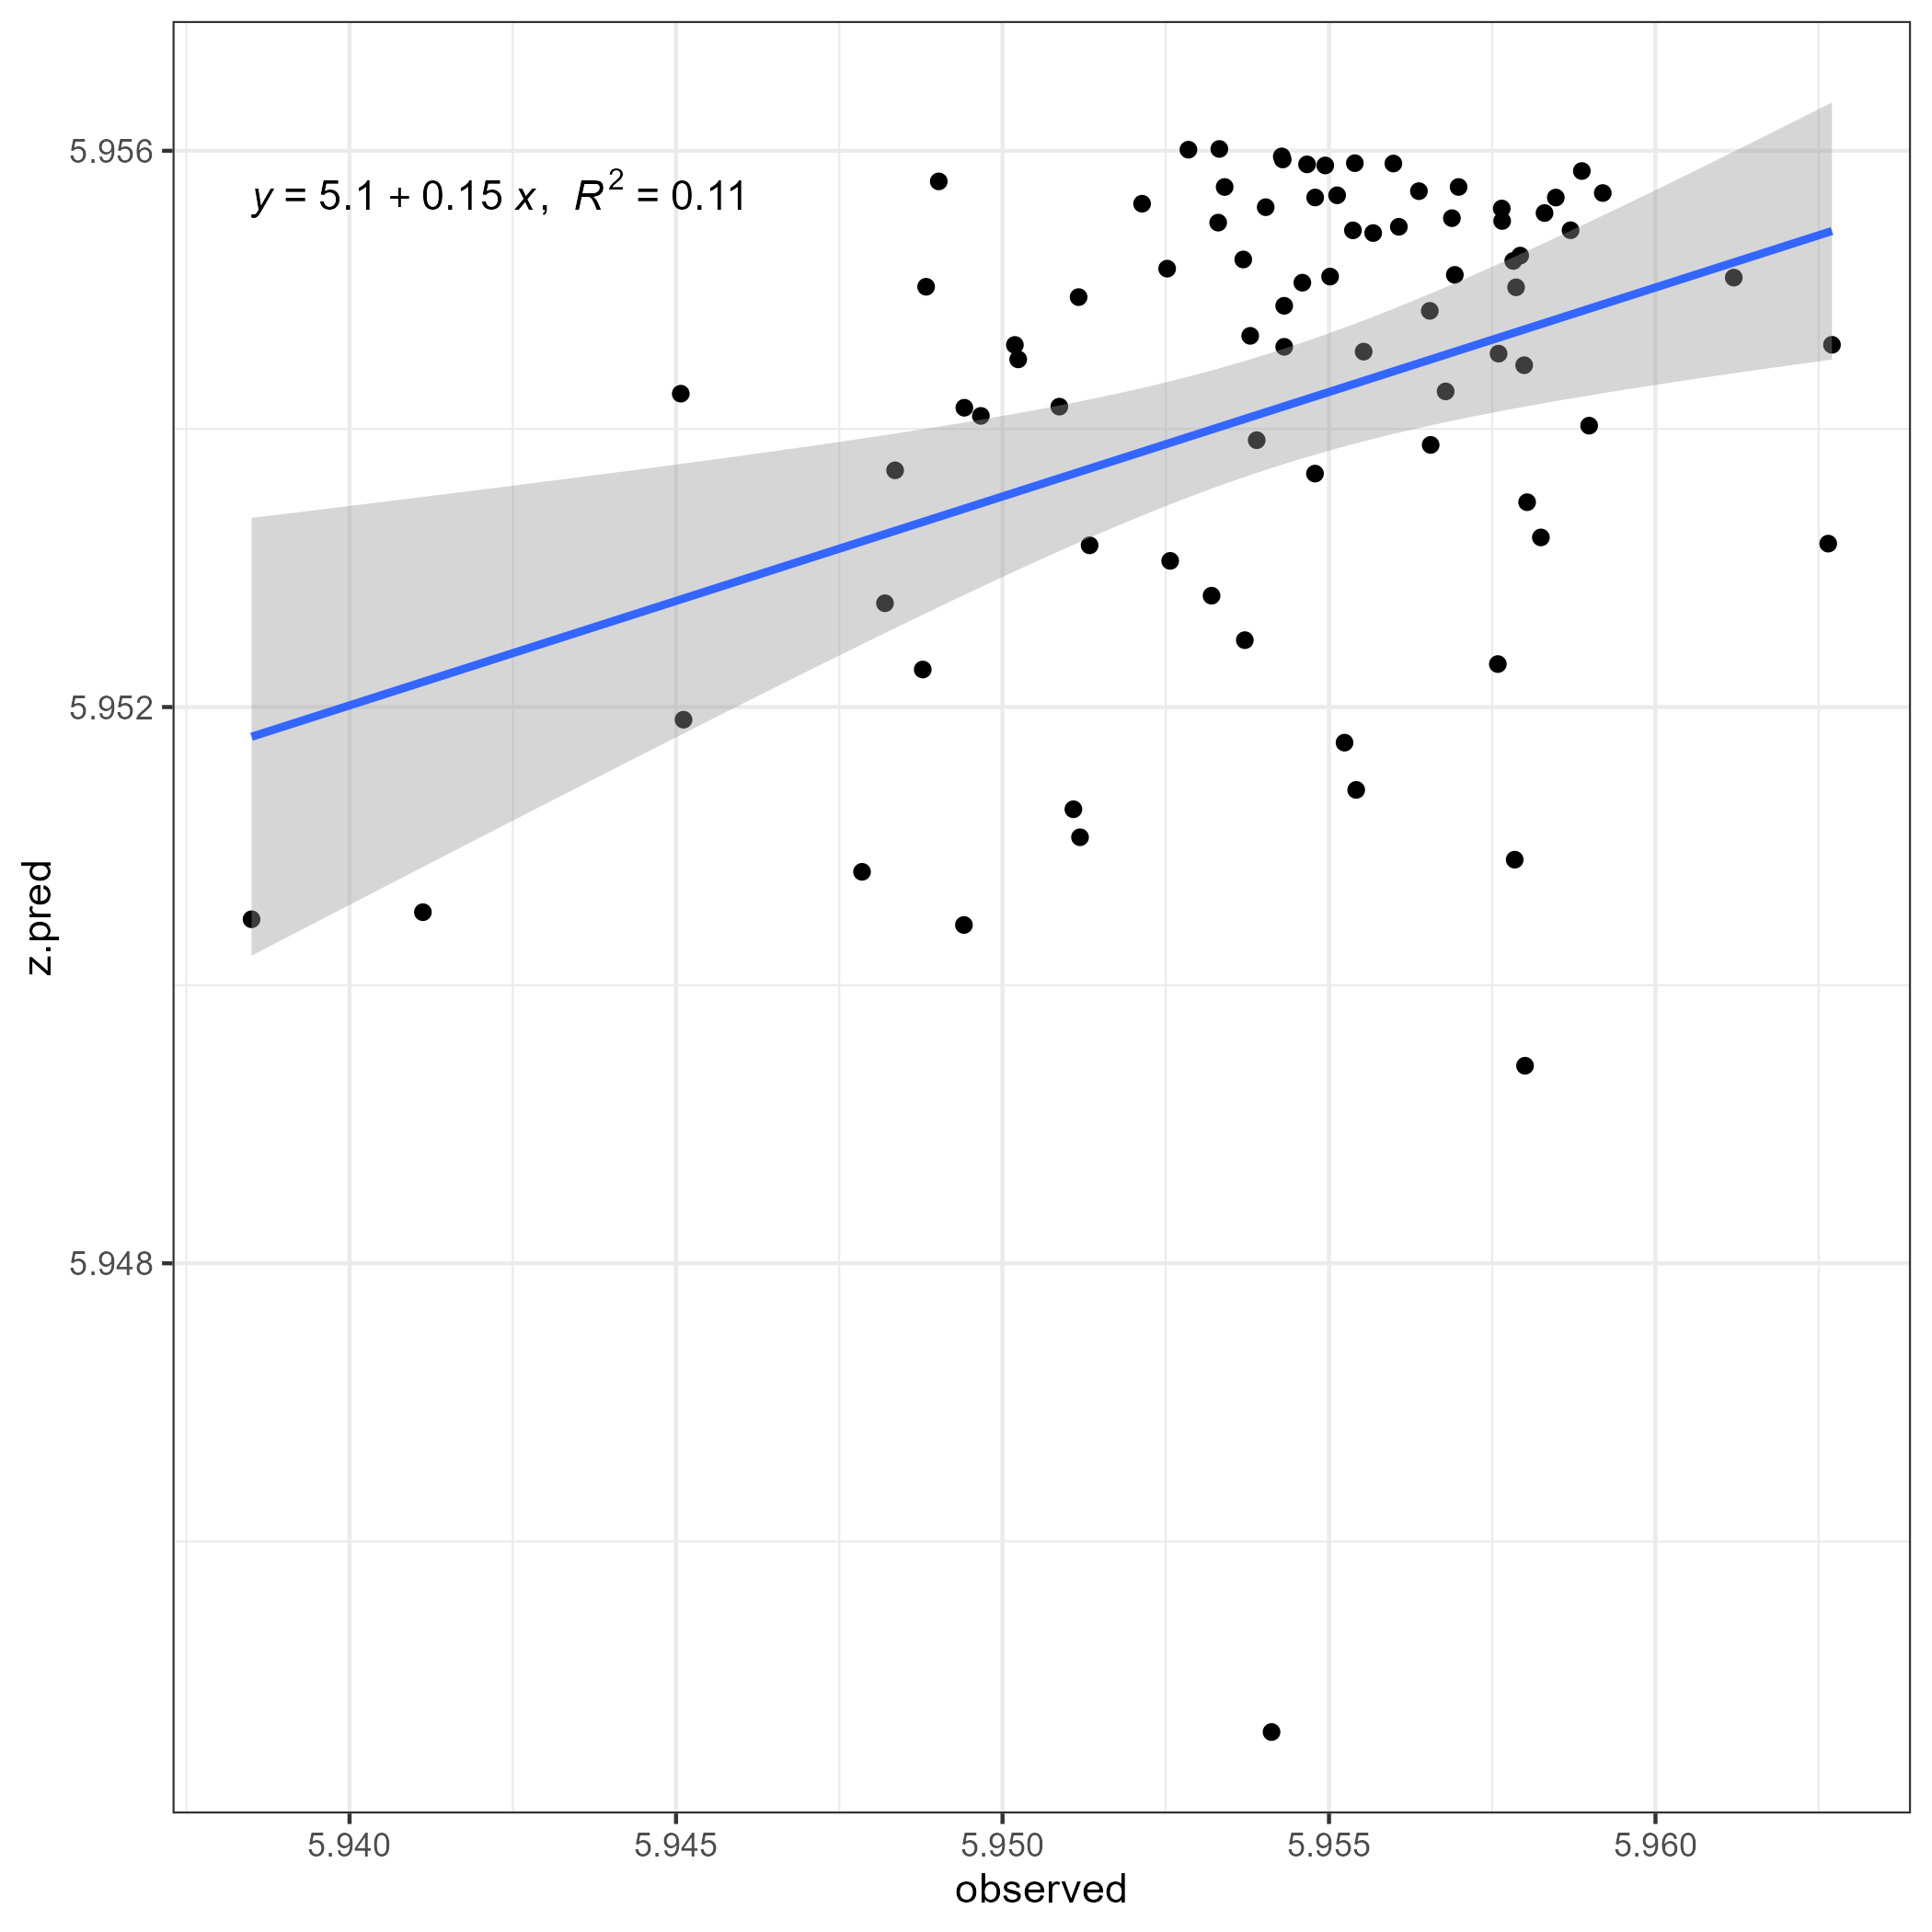 5.956
y = 5.1 + 0.15 x, R² = 0.11
5.952
z.pred
5.948
5.940 5.945 5.950 5.955 5.960
observed